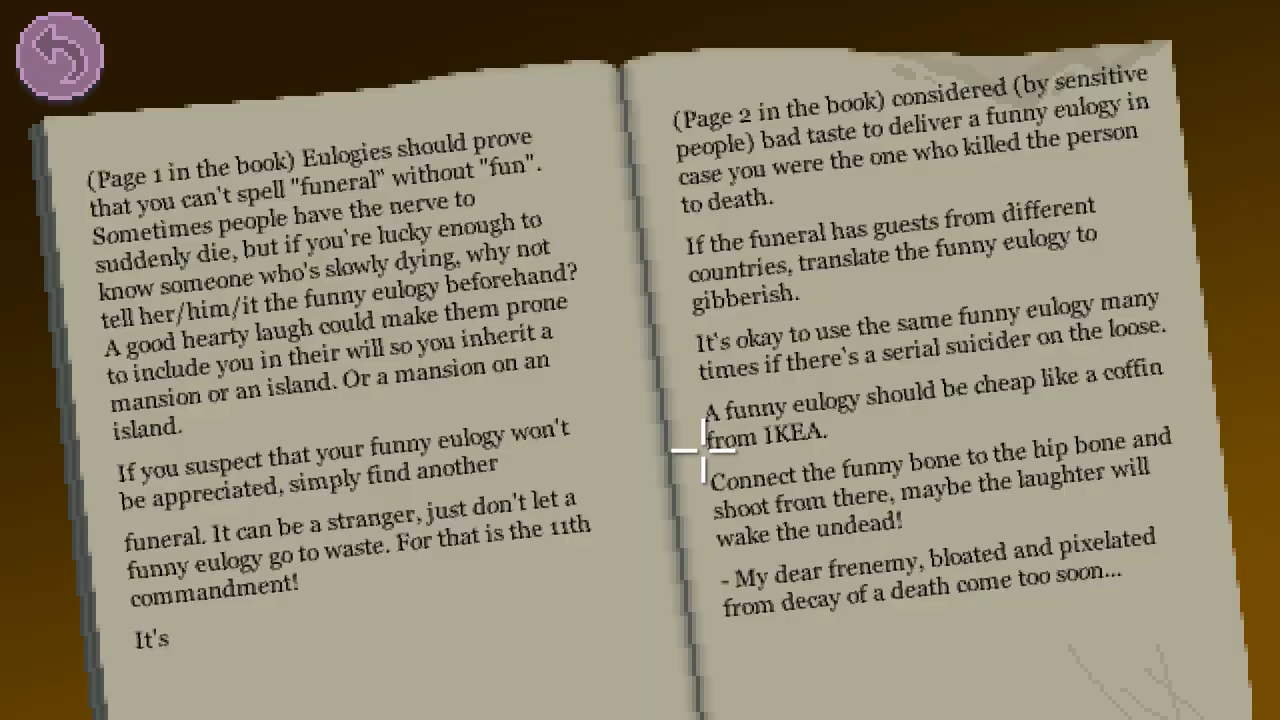 (Page 1 in the book) Eulogies should prove
that you can't spell "funeral" without "fun".
Sometimes people have the nerve to
suddenly die, but if you're lucky enough to
know someone who's slowly dying, why not
tell her/him/it the funny eulogy beforehand?
A good hearty laugh could make them prone
to include you in their will so you inherit a
mansion or an island. Or a mansion on an
island.
If you suspect that your funny eulogy won't
be appreciated, simply find another
funeral. It can be a stranger, just don't let a
funny eulogy go to waste. For that is the 11th
commandment!
It's
(Page 2 in the book) considered (by sensitive
people) bad taste to deliver a funny eulogy in
case you were the one who killed the person
to death.
If the funeral has guests from different
countries, translate the funny eulogy to
gibberish.
It's okay to use the same funny eulogy many
times if there's a serial suicider on the loose.
A funny eulogy should be cheap like a coffin
from IKEA.
Connect the funny bone to the hip bone and
shoot from there, maybe the laughter will
wake the undead!
- My dear frenemy, bloated and pixelated
from decay of a death come too soon...